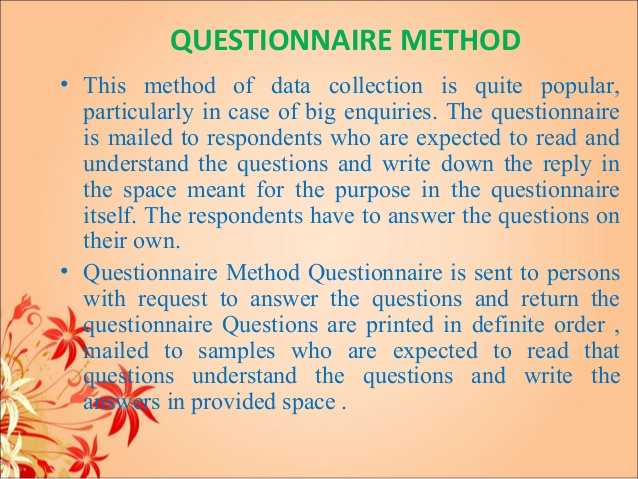 QUESTIONNAIRE METHOD
• This method of data collection is quite popular,
particularly in case of big enquiries. The questionnaire
is mailed to respondents who are expected to read and
understand the questions and write down the reply in
the space meant for the purpose in the questionnaire
itself. The respondents have to answer the questions on
their own.
• Questionnaire Method Questionnaire is sent to persons
with request to answer the questions and return the
questionnaire Questions are printed in definite order ,
mailed to samples who are expected to read that
questions understand the questions and write the
answers in provided space .